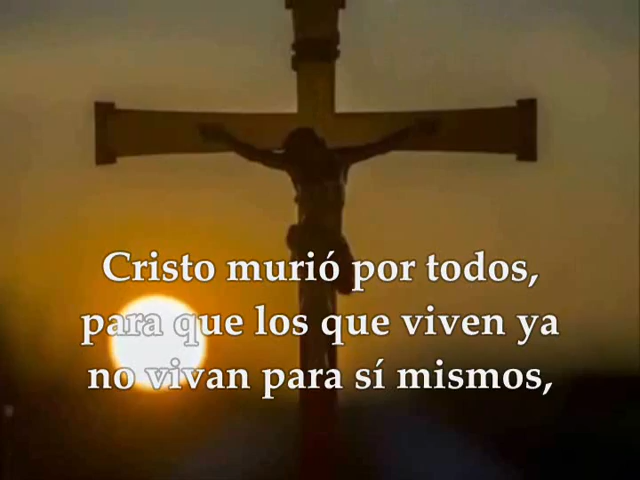 Cristo murió por todos,
para que los que viven ya
no vivan para sí mismos,